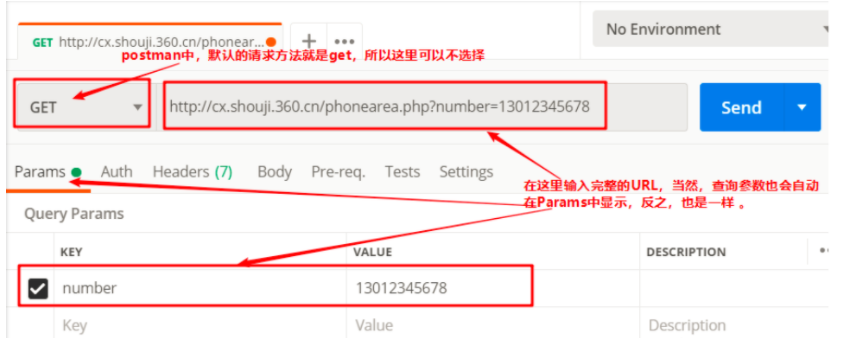 GET http://cx.shouji.360.cn/phonear...
No Environment
postman中，默认的请求方法就是get，所以这里可以不选择
GET
http://cx.shouji.360.cn/phonearea.php?number=13012345678
Send
Params Auth Headers (7) Body Pre-req. Tests Settings
在这里输入完整的URL，当然，查询参数也会自动
在Params中显示，反之，也是一样 。
Query Params
KEY VALUE DESCRIPTION
number 13012345678
Key Value Description